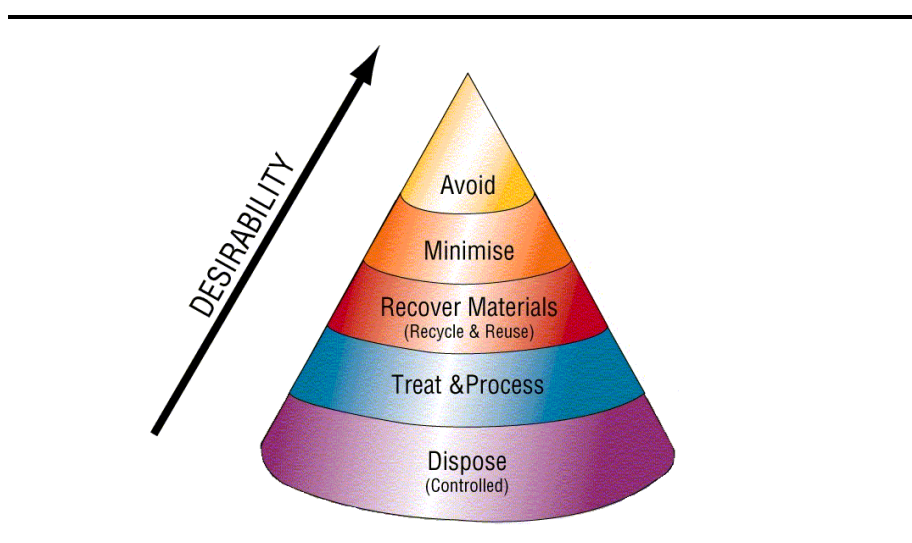 DESIRABILITY
Avoid
Minimise
Recover Materials
(Recycle & Reuse)
Treat &Process
Dispose
(Controlled)